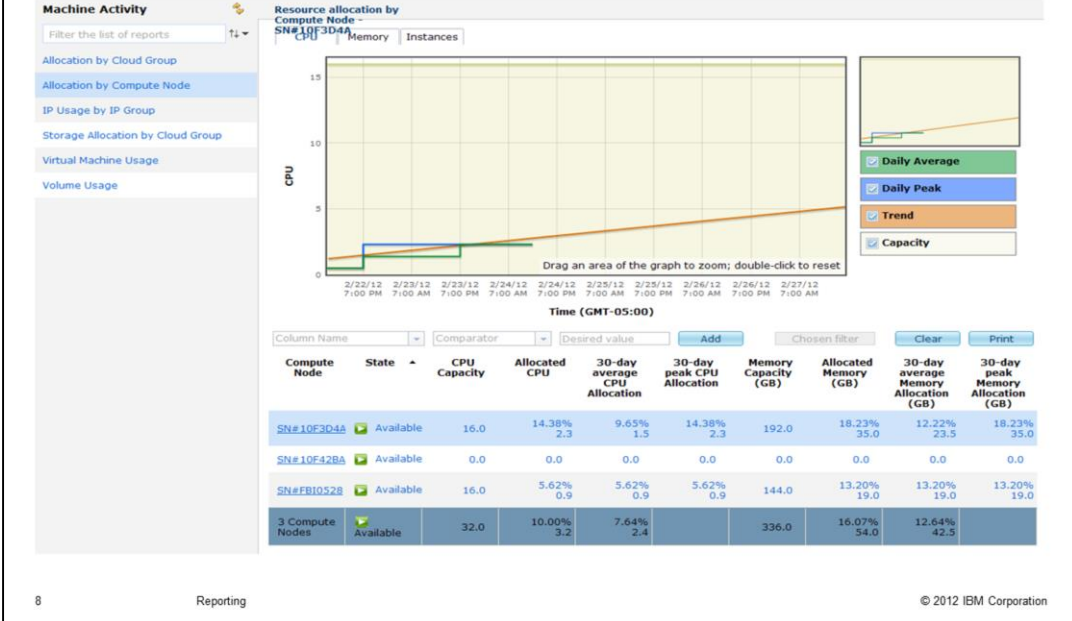 Machine Activity
Filter the list of reports
Allocation by Cloud Group
Allocation by Compute Node
IP Usage by IP Group
Storage Allocation by Cloud Group
Virtual Machine Usage
Volume Usage
Resource allocation by
Compute Node -
SN#10F3D4A
CPU Memory Instances
15
10
5
0
CPU
Drag an area of the graph to zoom; double-click to reset
2/22/12 2/23/12 2/23/12 2/24/12 2/24/12 2/25/12 2/25/12 2/26/12 2/26/12 2/27/12
7:00 PM 7:00 AM 7:00 PM 7:00 AM 7:00 PM 7:00 AM 7:00 PM 7:00 AM 7:00 PM 7:00 AM
Time (GMT-05:00)
Daily Average
Daily Peak
Trend
Capacity
Column Name Comparator Desired value Add Chosen filter Clear Print
Compute State CPU Allocated 30-day 30-day Memory Allocated 30-day 30-day
Node Capacity CPU average peak CPU Capacity Memory average peak
CPU Allocation (GB) (GB) Memory Memory
Allocation Allocation Allocation
(GB) (GB)
SN#10F3D4A Available 16.0 14.38% 9.65% 14.38% 192.0 18.23% 12.22% 18.23%
2.3 1.5 2.3 35.0 23.5 35.0
SN#10F42BA Available 0.0 0.0 0.0 0.0 0.0 0.0 0.0 0.0
SN#FBI0528 Available 16.0 5.62% 5.62% 5.62% 144.0 13.20% 13.20% 13.20%
0.9 0.9 0.9 19.0 19.0 19.0
3 Compute 32.0 10.00% 7.64% 336.0 16.07% 12.64%
Nodes Available 3.2 2.4 54.0 42.5
8 Reporting © 2012 IBM Corporation